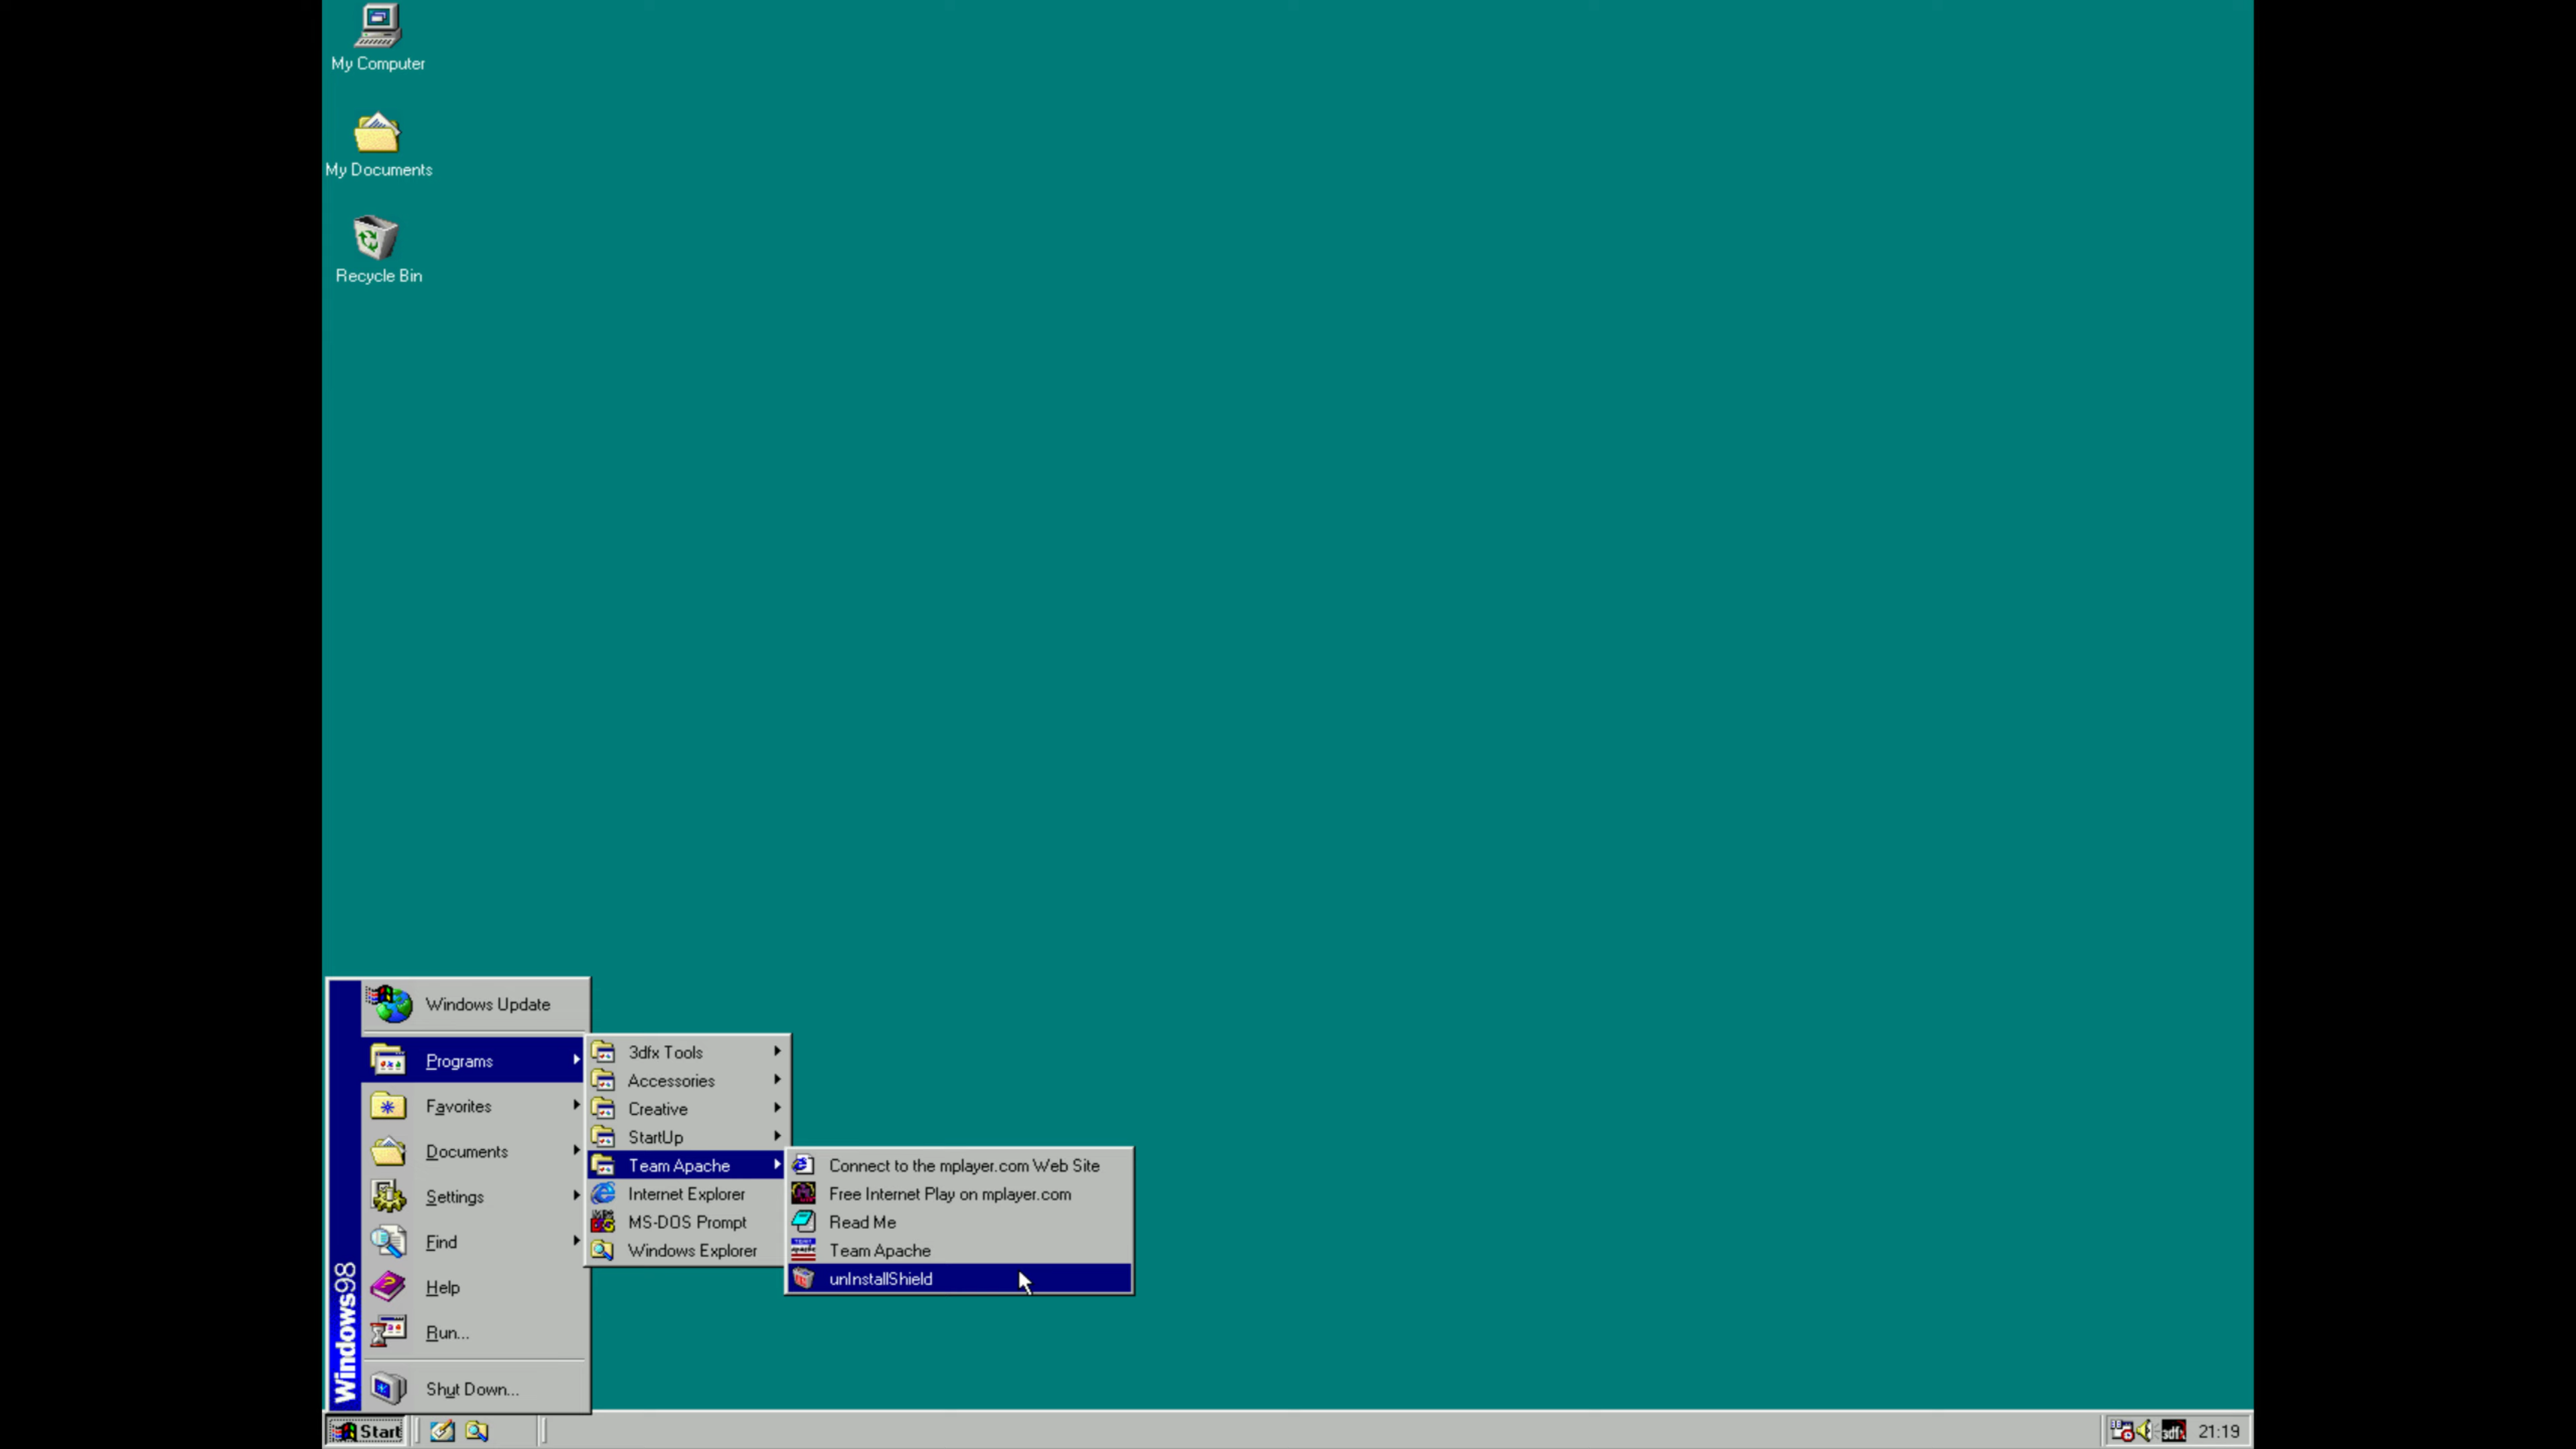 My Computer
My Documents
Recycle Bin
Windows Update
Programs
Favorites
Documents
Settings
Find
Help
Run...
Shut Down...
Windows98
3dfx Tools
Accessories
Creative
StartUp
Team Apache
Internet Explorer
MS-DOS Prompt
Windows Explorer
Connect to the mplayer.com Web Site
Free Internet Play on mplayer.com
Read Me
Team Apache
unInstallShield
Start
3dfx
21:19